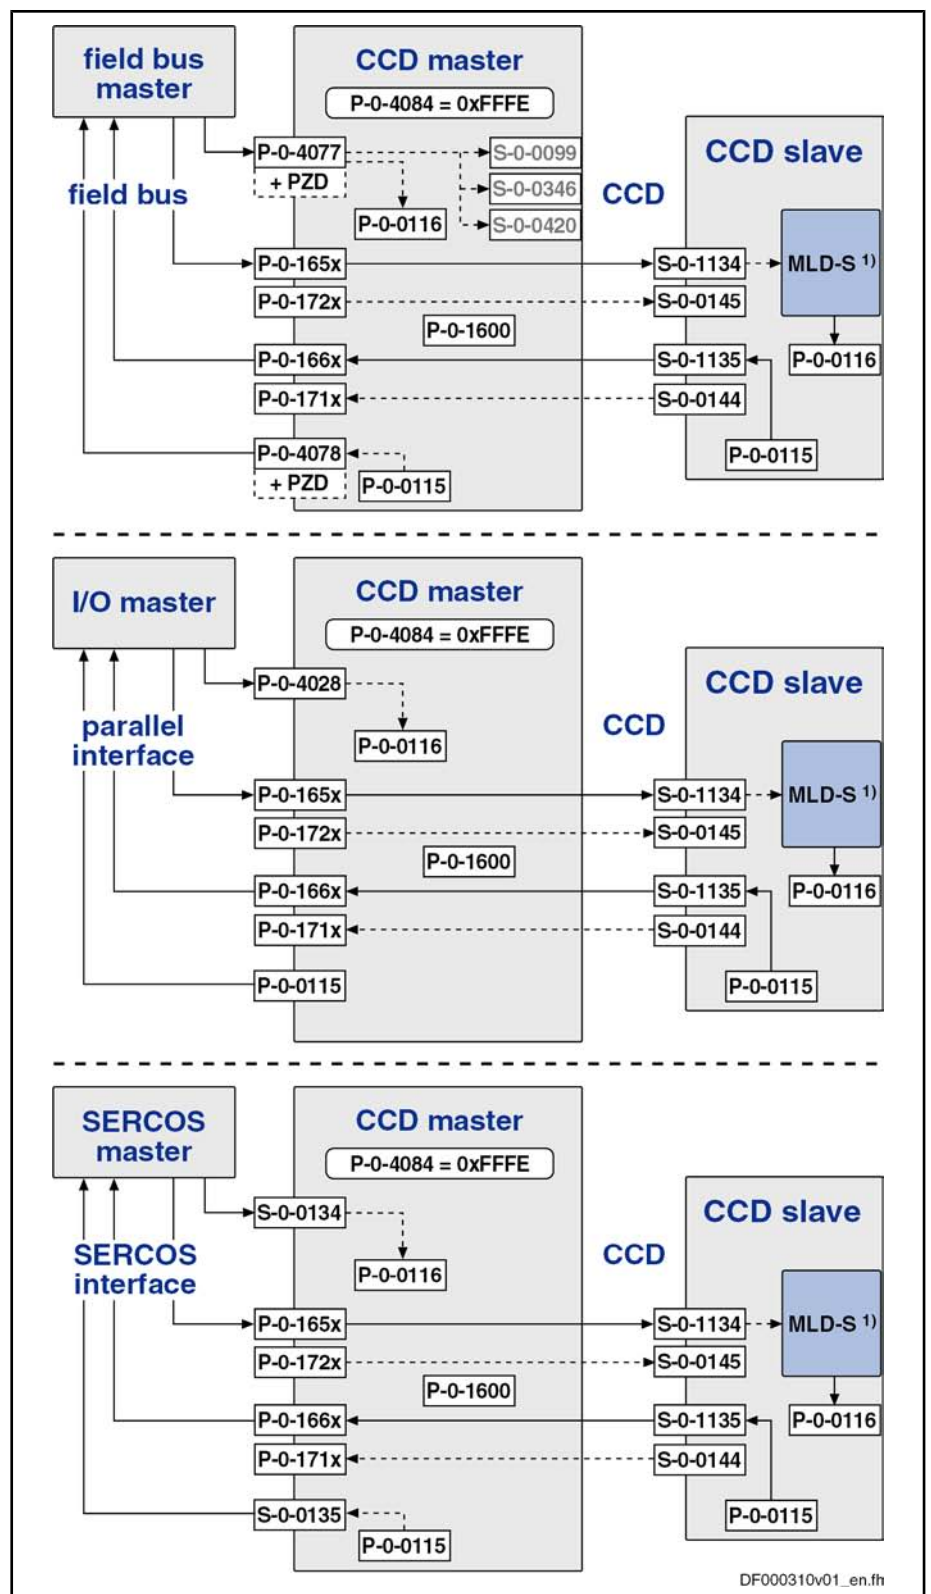 field bus
master
CCD master
P-0-4084 = 0xFFFE
P-0-4077
+ PZD
S-0-0099
S-0-0346
S-0-0420
P-0-0116
field bus
CCD
CCD slave
P-0-165x
S-0-1134
MLD-S 1)
P-0-172x
S-0-0145
P-0-1600
P-0-166x
S-0-1135
P-0-0116
P-0-171x
S-0-0144
P-0-4078
+ PZD
P-0-0115
P-0-0115
I/O master
CCD master
P-0-4084 = 0xFFFE
P-0-4028
P-0-0116
parallel
interface
CCD
CCD slave
P-0-165x
S-0-1134
MLD-S 1)
P-0-172x
S-0-0145
P-0-1600
P-0-166x
S-0-1135
P-0-0116
P-0-171x
S-0-0144
P-0-0115
P-0-0115
SERCOS
master
CCD master
P-0-4084 = 0xFFFE
S-0-0134
P-0-0116
SERCOS
interface
CCD
CCD slave
P-0-165x
S-0-1134
MLD-S 1)
P-0-172x
S-0-0145
P-0-1600
P-0-166x
S-0-1135
P-0-0116
P-0-171x
S-0-0144
S-0-0135
P-0-0115
P-0-0115
DF000310v01_en.fh